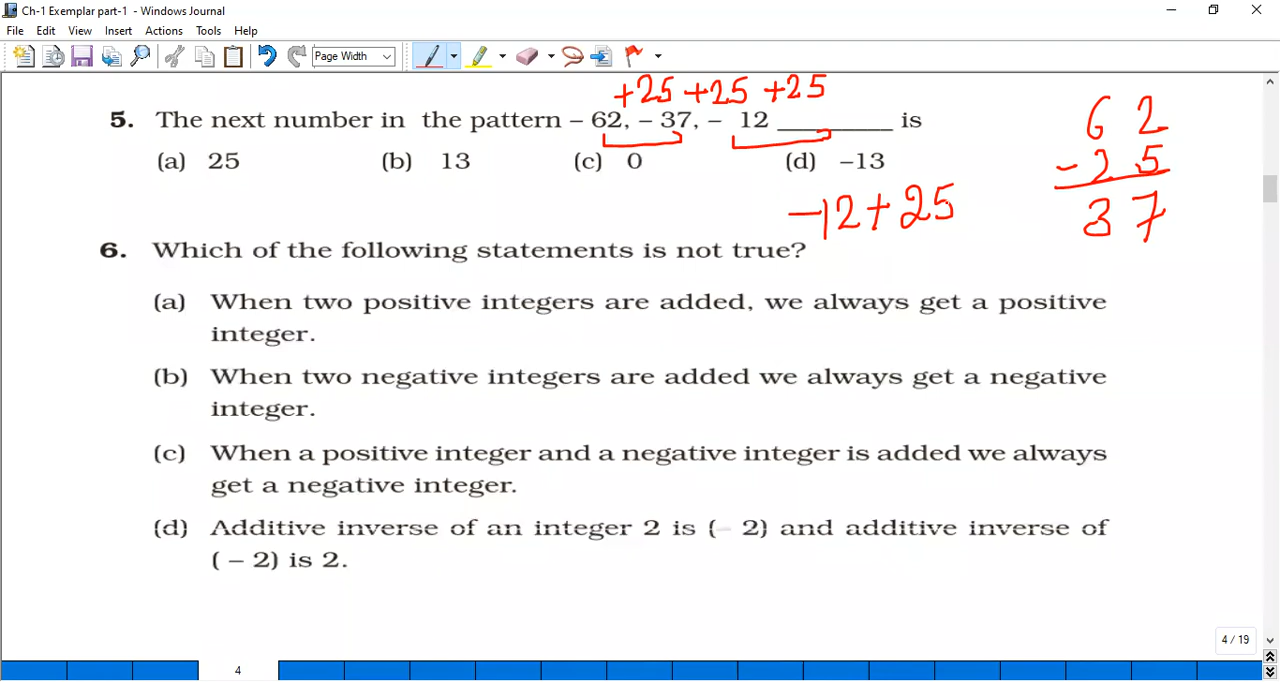 Ch-1 Exemplar part-1 - Windows Journal
File Edit View Insert Actions Tools Help
Page Width
+25 +25 +25
5. The next number in the pattern – 62, – 37, – 12 _________ is
(a) 25 (b) 13 (c) 0 (d) –13
-12+25
62
-25
37
6. Which of the following statements is not true?
(a) When two positive integers are added, we always get a positive
integer.
(b) When two negative integers are added we always get a negative
integer.
(c) When a positive integer and a negative integer is added we always
get a negative integer.
(d) Additive inverse of an integer 2 is (– 2) and additive inverse of
( – 2) is 2.
4 / 19
4